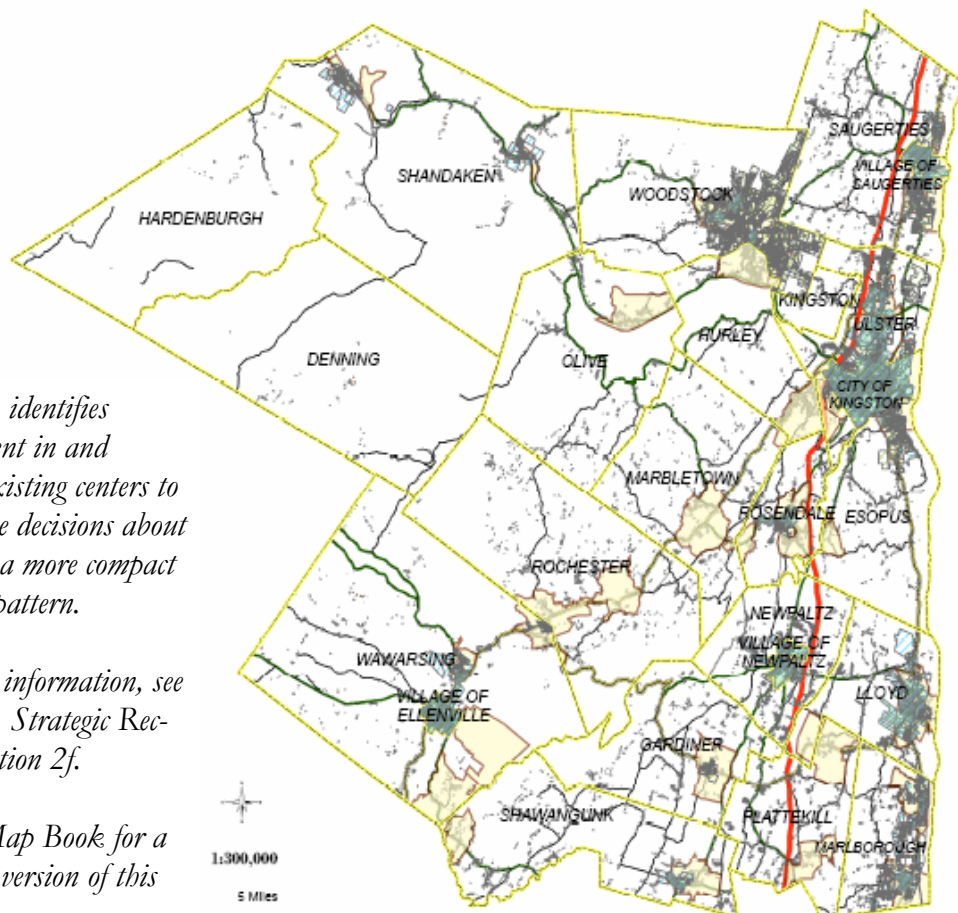 SAUGERTIES
VILLAGE OF
SAUGERTIES
SHANDAKEN
WOODSTOCK
HARDENBURGH
KINGSTON
ULSTER
HURLEY
DENNING
OLIVE
CITY OF
KINGSTON
identifies
ent in and
xisting centers to
e decisions about
a more compact
pattern.
MARBLETOWN
ROSENDALE
ESOPUS
ROCHESTER
NEWPALTZ
VILLAGE OF
NEWPALTZ
WAWARSING
VILLAGE OF
ELLENVILLE
LLOYD
information, see
Strategic Rec-
tion 2f.
GARDINER
SHAWANGUNK
PLATTEKILL
MARLBOROUGH
Map Book for a
version of this
1:300,000
5 Miles